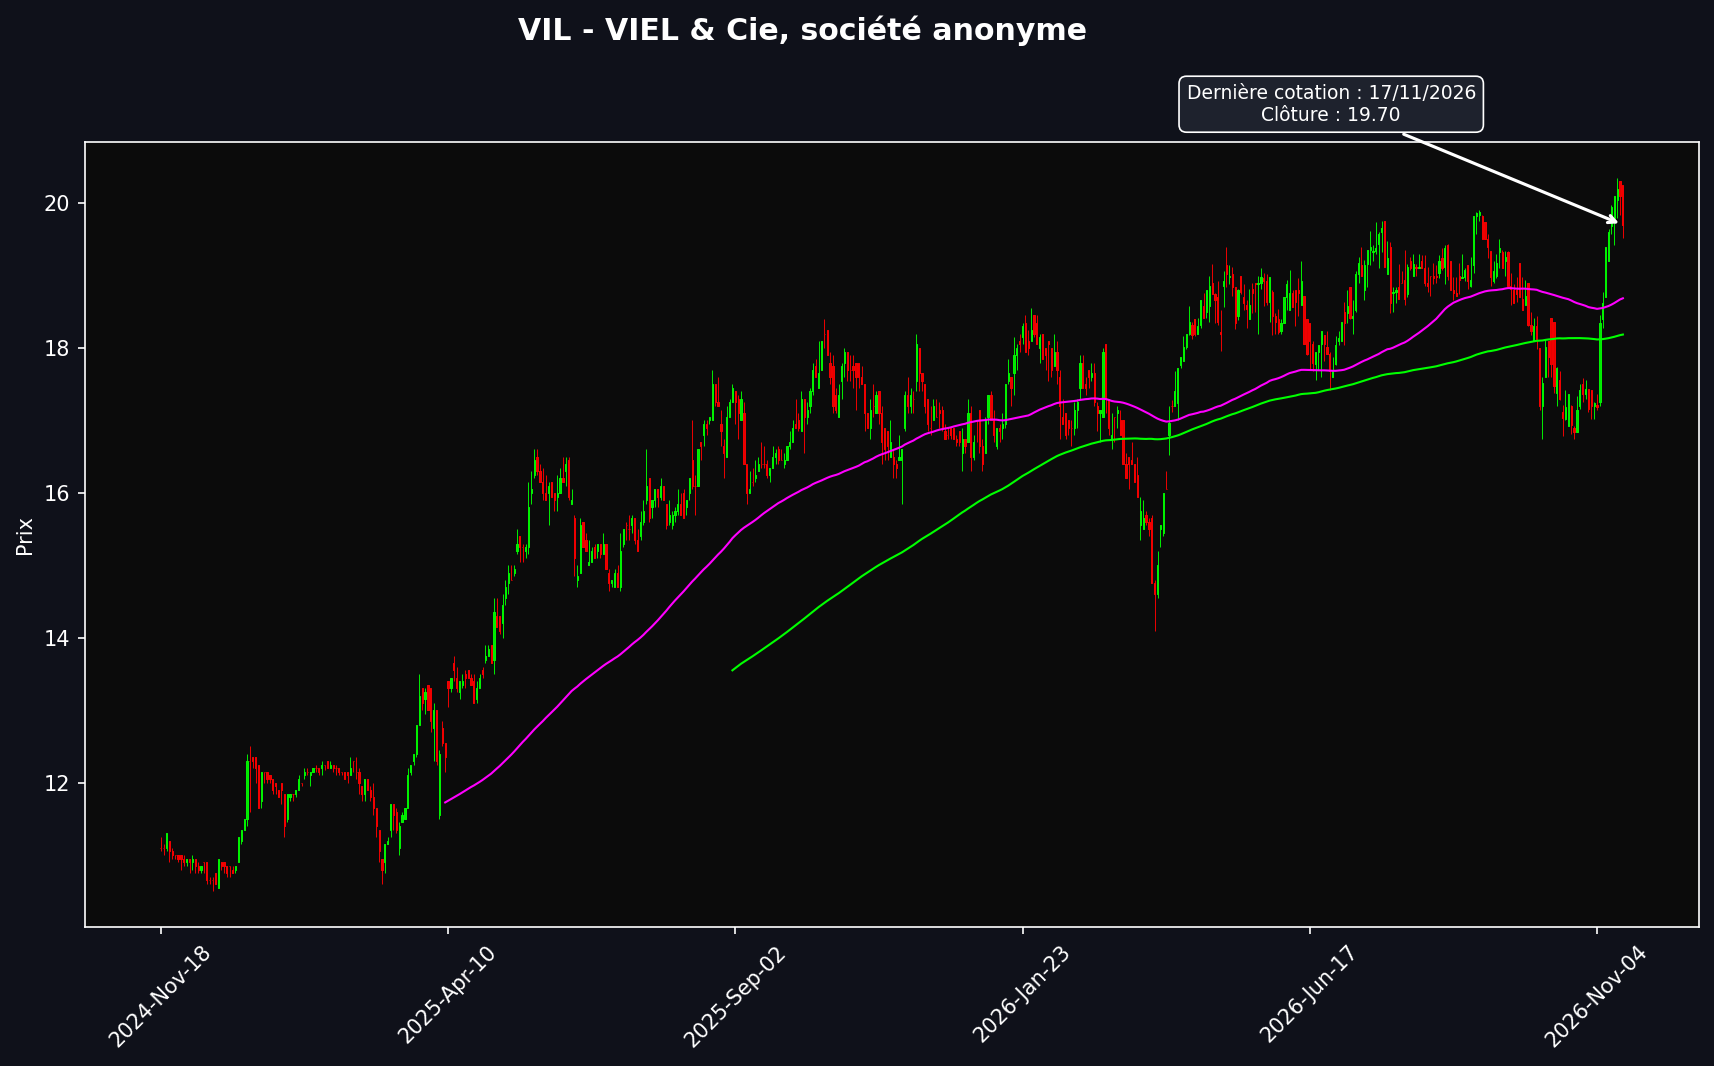 VIL - VIEL & Cie, société anonyme
Dernière cotation : 17/11/2026
Clôture : 19.70
Prix
20
18
16
14
12
2024-Nov-18
2025-Apr-10
2025-Sep-02
2026-Jan-23
2026-Jun-17
2026-Nov-04